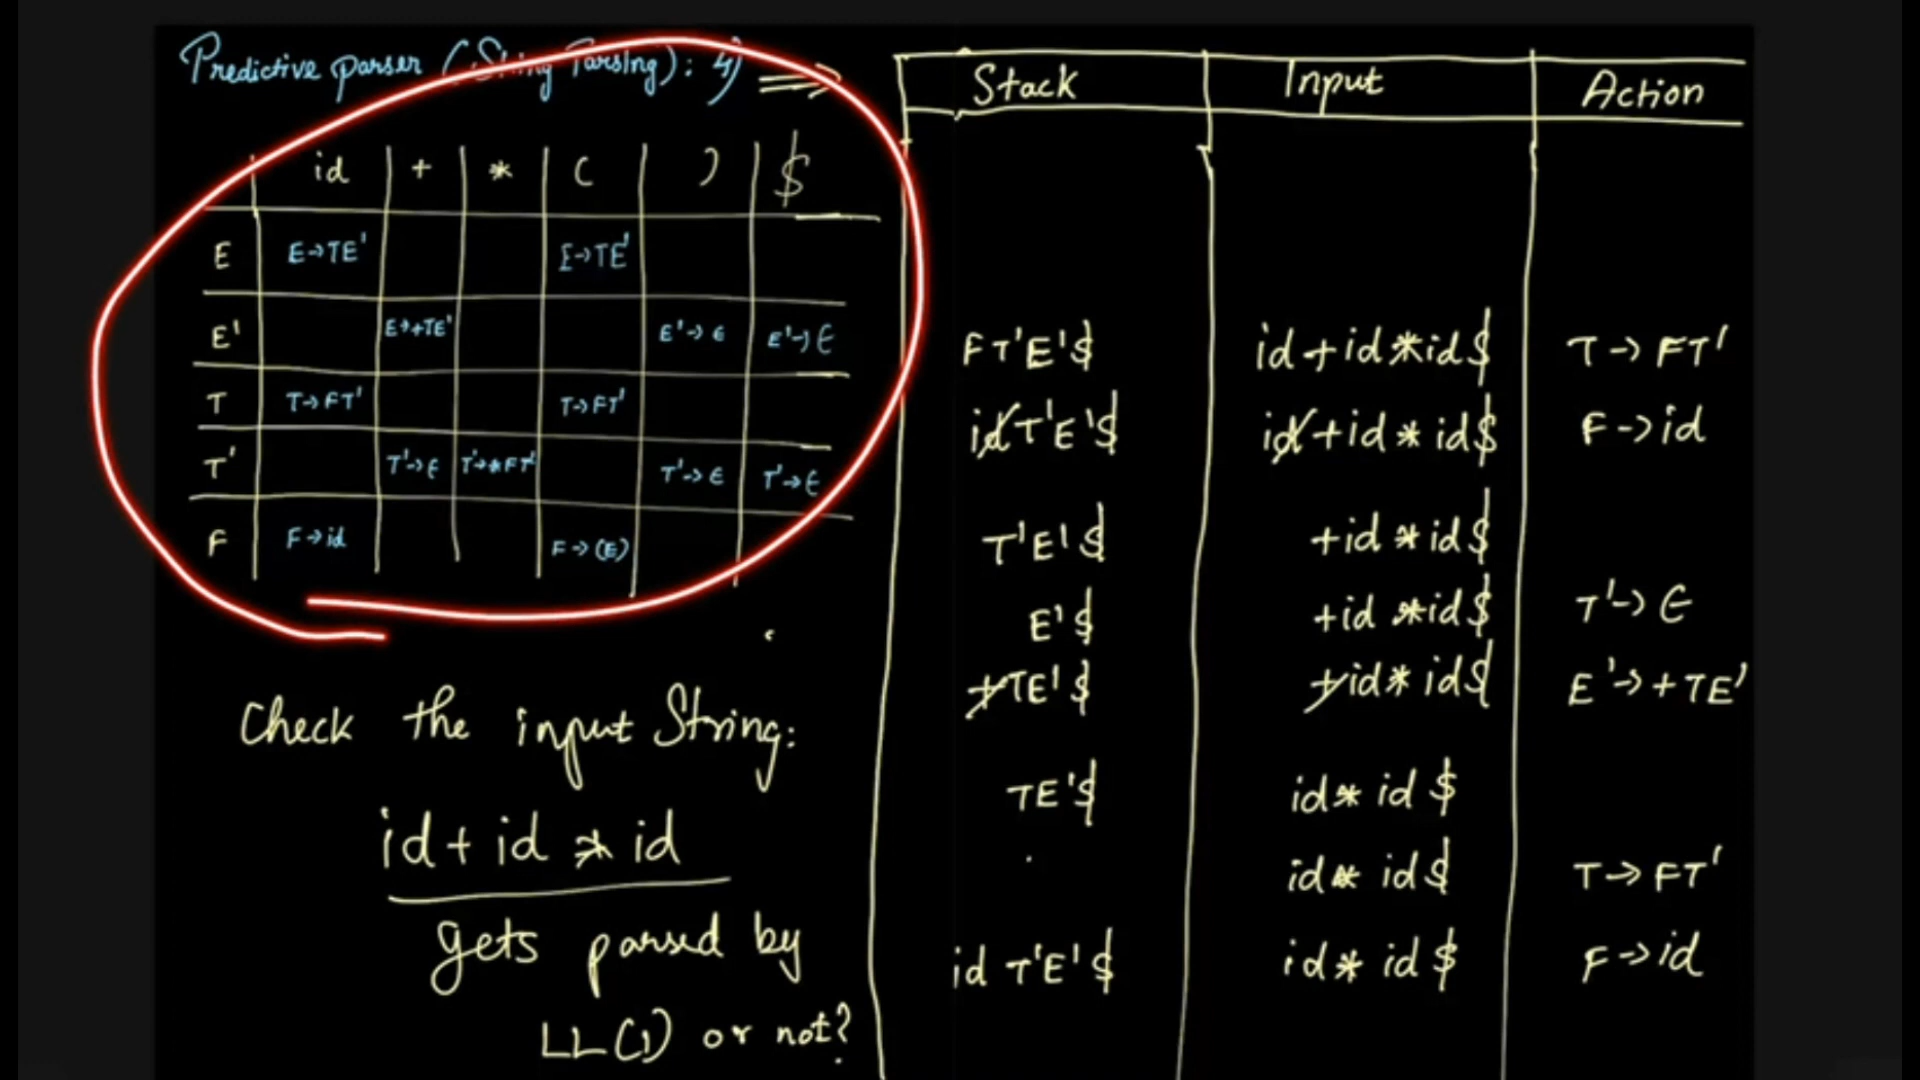 Predictive parser (String Parsing): 4)
id + * ( ) $
E E→TE' E→TE'
E' E→+TE' E'→ϵ E'→ϵ
T T→FT' T→FT'
T' T'→ϵ T'→*FT' T'→ϵ T'→ϵ
F F→id F→(E)
Check the input String:
id + id * id
gets parsed by
LL(1) or not?
Stack Input Action
FT'E'$ id+id*id$ T→FT'
idT'E'$ id+id*id$ F→id
T'E'$ +id*id$
E'$ +id*id$ T'→ϵ
+TE'$ +id*id$ E'→+TE'
TE'$ id*id$
id*id$ T→FT'
id T'E'$ id*id$ F→id